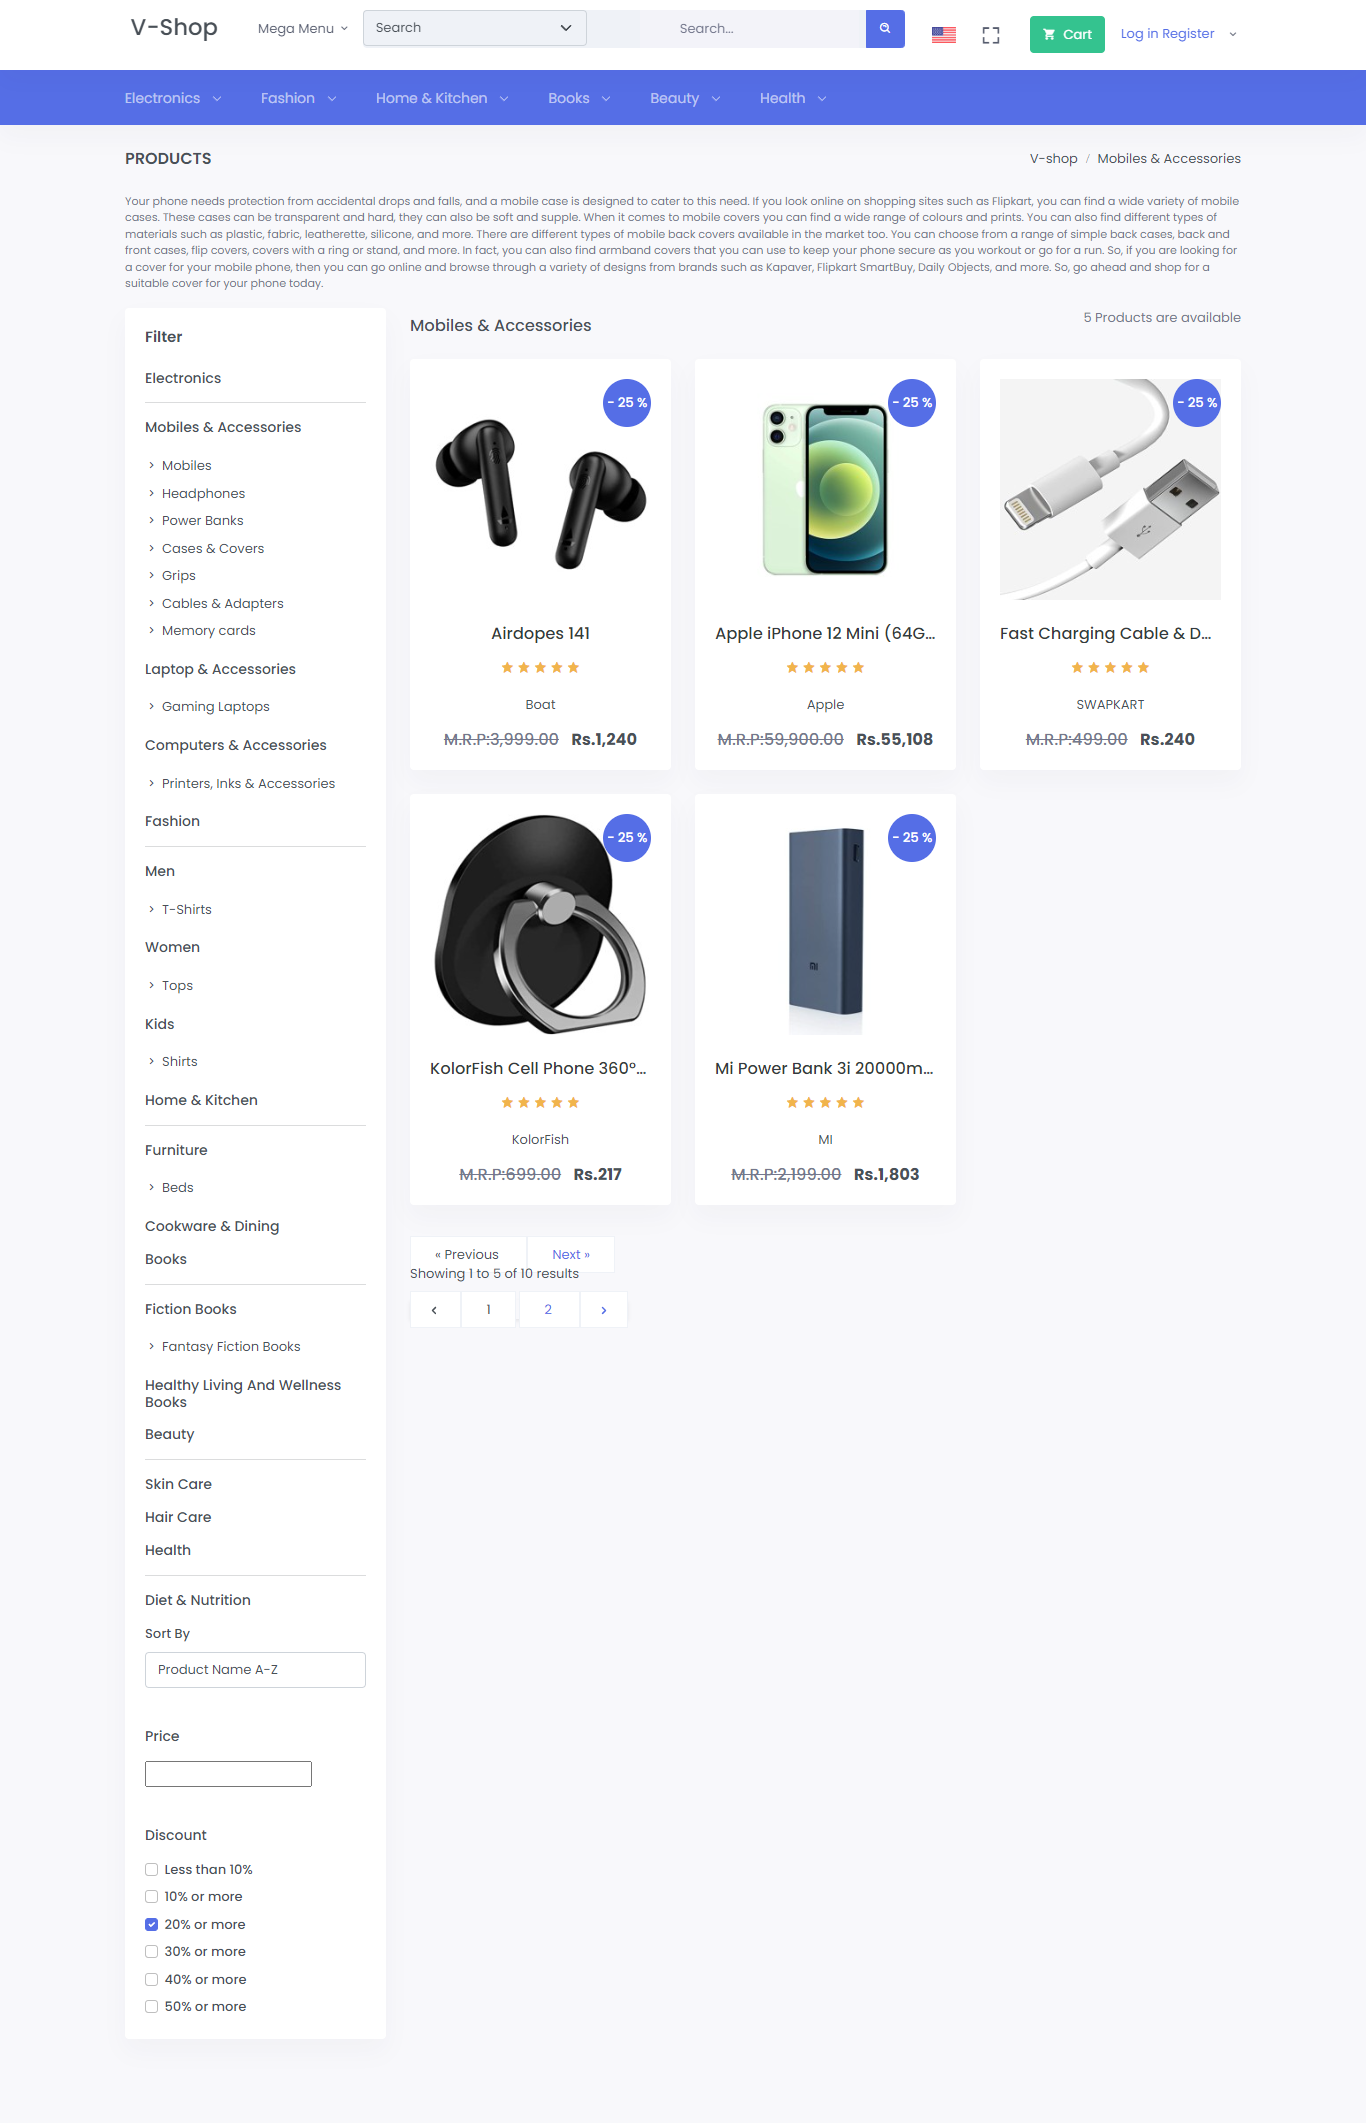 V-Shop
Mega Menu
Search
Search...
Cart
Log in Register
Electronics
Fashion
Home & Kitchen
Books
Beauty
Health
PRODUCTS
V-shop / Mobiles & Accessories
Your phone needs protection from accidental drops and falls, and a mobile case is designed to cater to this need. If you look online on shopping sites such as Flipkart, you can find a wide variety of mobile
cases. These cases can be transparent and hard, they can also be soft and supple. When it comes to mobile covers you can find a wide range of colours and prints. You can also find different types of
materials such as plastic, fabric, leatherette, silicone, and more. There are different types of mobile back covers available in the market too. You can choose from a range of simple back cases, back and
front cases, flip covers, covers with a ring or stand, and more. In fact, you can also find armband covers that you can use to keep your phone secure as you workout or go for a run. So, if you are looking for
a cover for your mobile phone, then you can go online and browse through a variety of designs from brands such as Kapaver, Flipkart SmartBuy, Daily Objects, and more. So, go ahead and shop for a
suitable cover for your phone today.
Filter
Electronics
Mobiles & Accessories
Mobiles
Headphones
Power Banks
Cases & Covers
Grips
Cables & Adapters
Memory cards
Laptop & Accessories
Gaming Laptops
Computers & Accessories
Printers, Inks & Accessories
Fashion
Men
T-Shirts
Women
Tops
Kids
Shirts
Home & Kitchen
Furniture
Beds
Cookware & Dining
Books
Fiction Books
Fantasy Fiction Books
Healthy Living And Wellness
Books
Beauty
Skin Care
Hair Care
Health
Diet & Nutrition
Sort By
Product Name A-Z
Price
Discount
Less than 10%
10% or more
20% or more
30% or more
40% or more
50% or more
Mobiles & Accessories
5 Products are available
- 25 %
Airdopes 141
Boat
M.R.P:3,999.00 Rs.1,240
- 25 %
Apple iPhone 12 Mini (64G...
Apple
M.R.P:59,900.00 Rs.55,108
- 25 %
Fast Charging Cable & D...
SWAPKART
M.R.P:499.00 Rs.240
- 25 %
KolorFish Cell Phone 360°...
KolorFish
M.R.P:699.00 Rs.217
- 25 %
MI
Mi Power Bank 3i 20000m...
MI
M.R.P:2,199.00 Rs.1,803
« Previous
Next »
Showing 1 to 5 of 10 results
‹ 1 2 ›